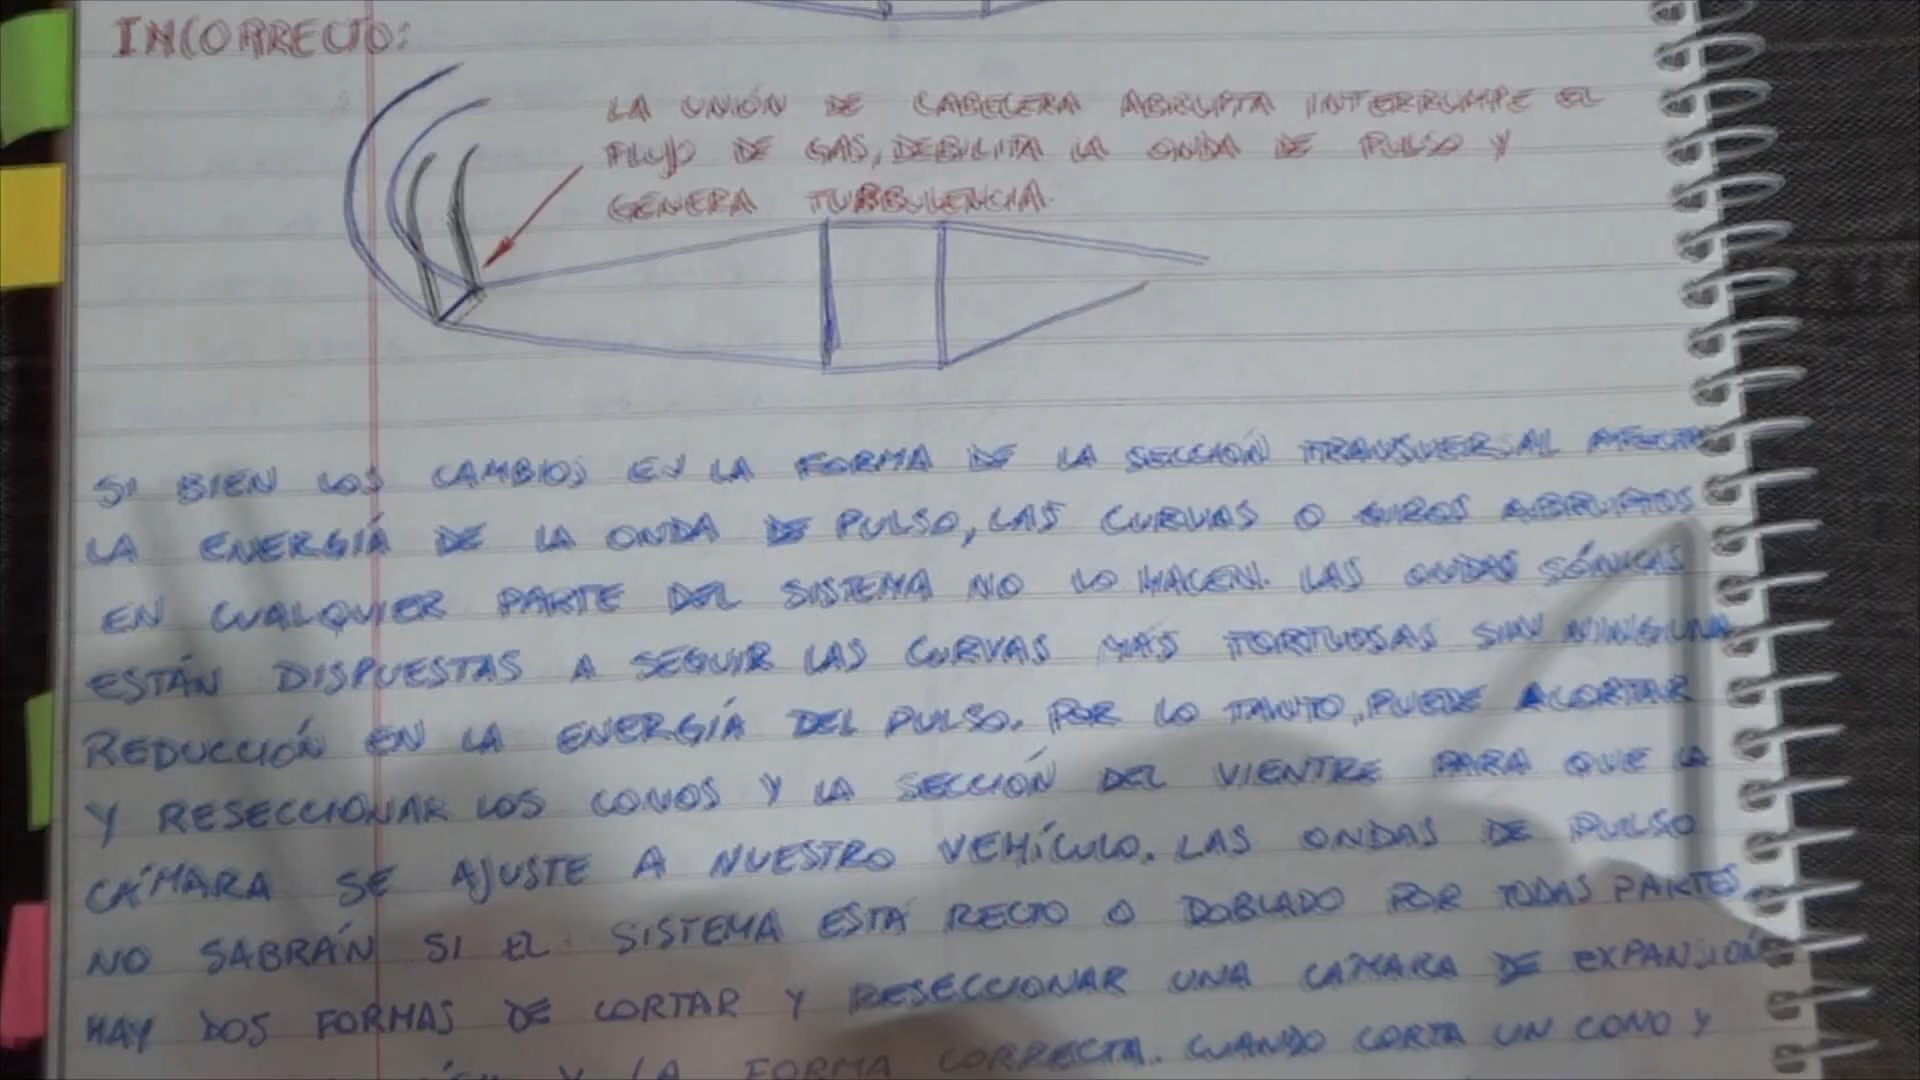 INCORRECTO:
LA UNIÓN DE CABECERA ABRUPTA INTERRUMPE EL
FLUJO DE GAS, DEBILITA LA ONDA DE PULSO Y
GENERA TURBULENCIA.
SI BIEN LOS CAMBIOS EN LA FORMA DE LA SECCIÓN TRANSVERSAL
LA ENERGÍA DE LA ONDA DE PULSO, LAS CURVAS O GIROS ABRUPTOS
EN CUALQUIER PARTE DEL SISTEMA NO LO HACEN. LAS ONDAS SÓNICAS
ESTÁN DISPUESTAS A SEGUIR LAS CURVAS MÁS TORTUOSAS SIN NINGUNA
REDUCCIÓN EN LA ENERGÍA DEL PULSO. POR LO TANTO, PUEDE ACORTAR
Y RESECCIONAR LOS CONOS Y LA SECCIÓN DEL VIENTRE PARA QUE LA
CÁMARA SE AJUSTE A NUESTRO VEHÍCULO. LAS ONDAS DE PULSO
NO SABRÁN SI EL SISTEMA ESTÁ RECTO O DOBLADO POR TODAS PARTES
HAY DOS FORMAS DE CORTAR Y RESECCIONAR UNA CÁMARA DE EXPANSIÓN
Y LA FORMA CORRECTA. CUANDO CORTA UN CONO Y